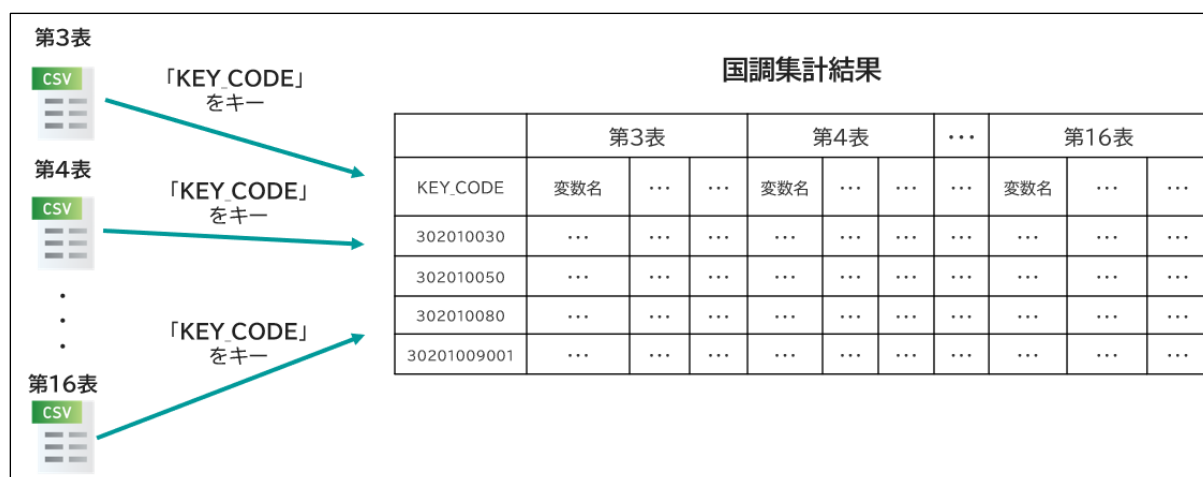 第3表
CSV
「KEY_CODE」
をキー
第4表
CSV
「KEY_CODE」
をキー
・
・
・
「KEY_CODE」
をキー
第16表
CSV
国調集計結果
第3表 第4表 … 第16表
KEY_CODE 変数名 … … 変数名 … … … 変数名 … …
302010030 … … … … … … … … … …
302010050 … … … … … … … … … …
302010080 … … … … … … … … … …
30201009001 … … … … … … … … … …